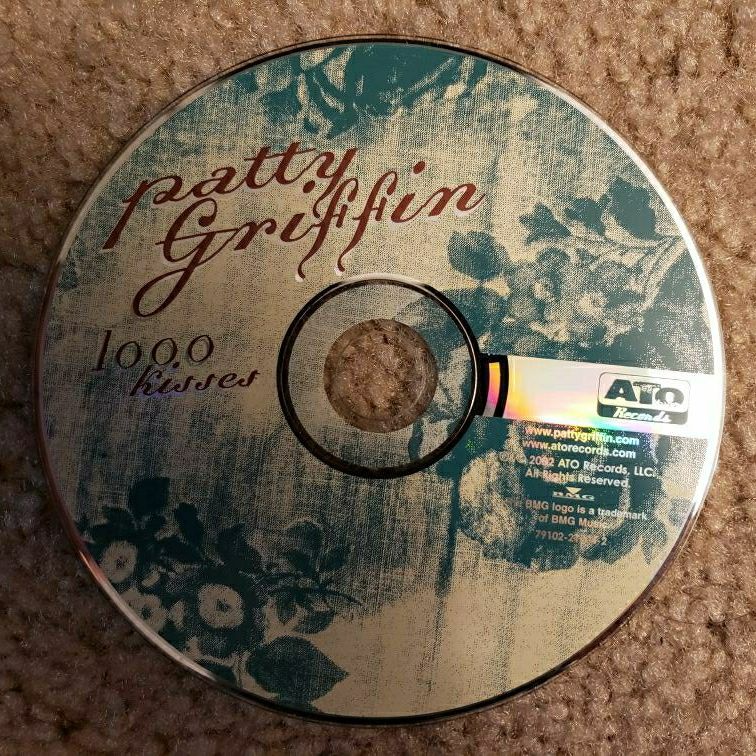 patty
Griffin
1000
kisses
ATO
Records
www.pattygriffin.com
www.atorecords.com
2002 ATO Records, LLC.
All Rights Reserved.
BMG
BMG logo is a trademark
of BMG Music